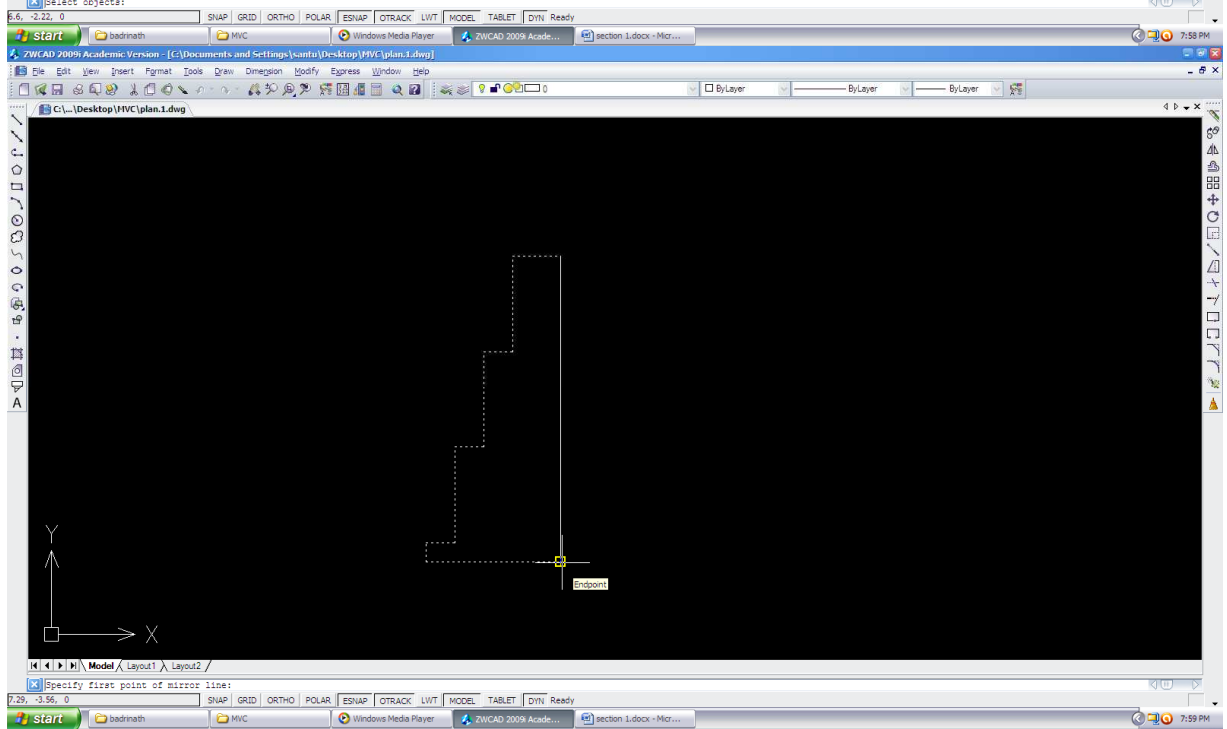 Select objects:
6.6, -2.22, 0 SNAP GRID ORTHO POLAR ESNAP OTRACK LWT MODEL TABLET DYN Ready
start badrinath MVC Windows Media Player ZWCAD 2009i Acade... section 1.docx - Micr... 7:58 PM
ZWCAD 2009i Academic Version - [C:\Documents and Settings\santu\Desktop\MVC\plan.1.dwg]
File Edit View Insert Format Tools Draw Dimension Modify Express Window Help
0 ByLayer ByLayer ByLayer
C:\...\Desktop\MVC\plan.1.dwg
A
Y
Endpoint
X
Model Layout1 Layout2
Specify first point of mirror line:
7.29, -3.56, 0 SNAP GRID ORTHO POLAR ESNAP OTRACK LWT MODEL TABLET DYN Ready
start badrinath MVC Windows Media Player ZWCAD 2009i Acade... section 1.docx - Micr... 7:59 PM